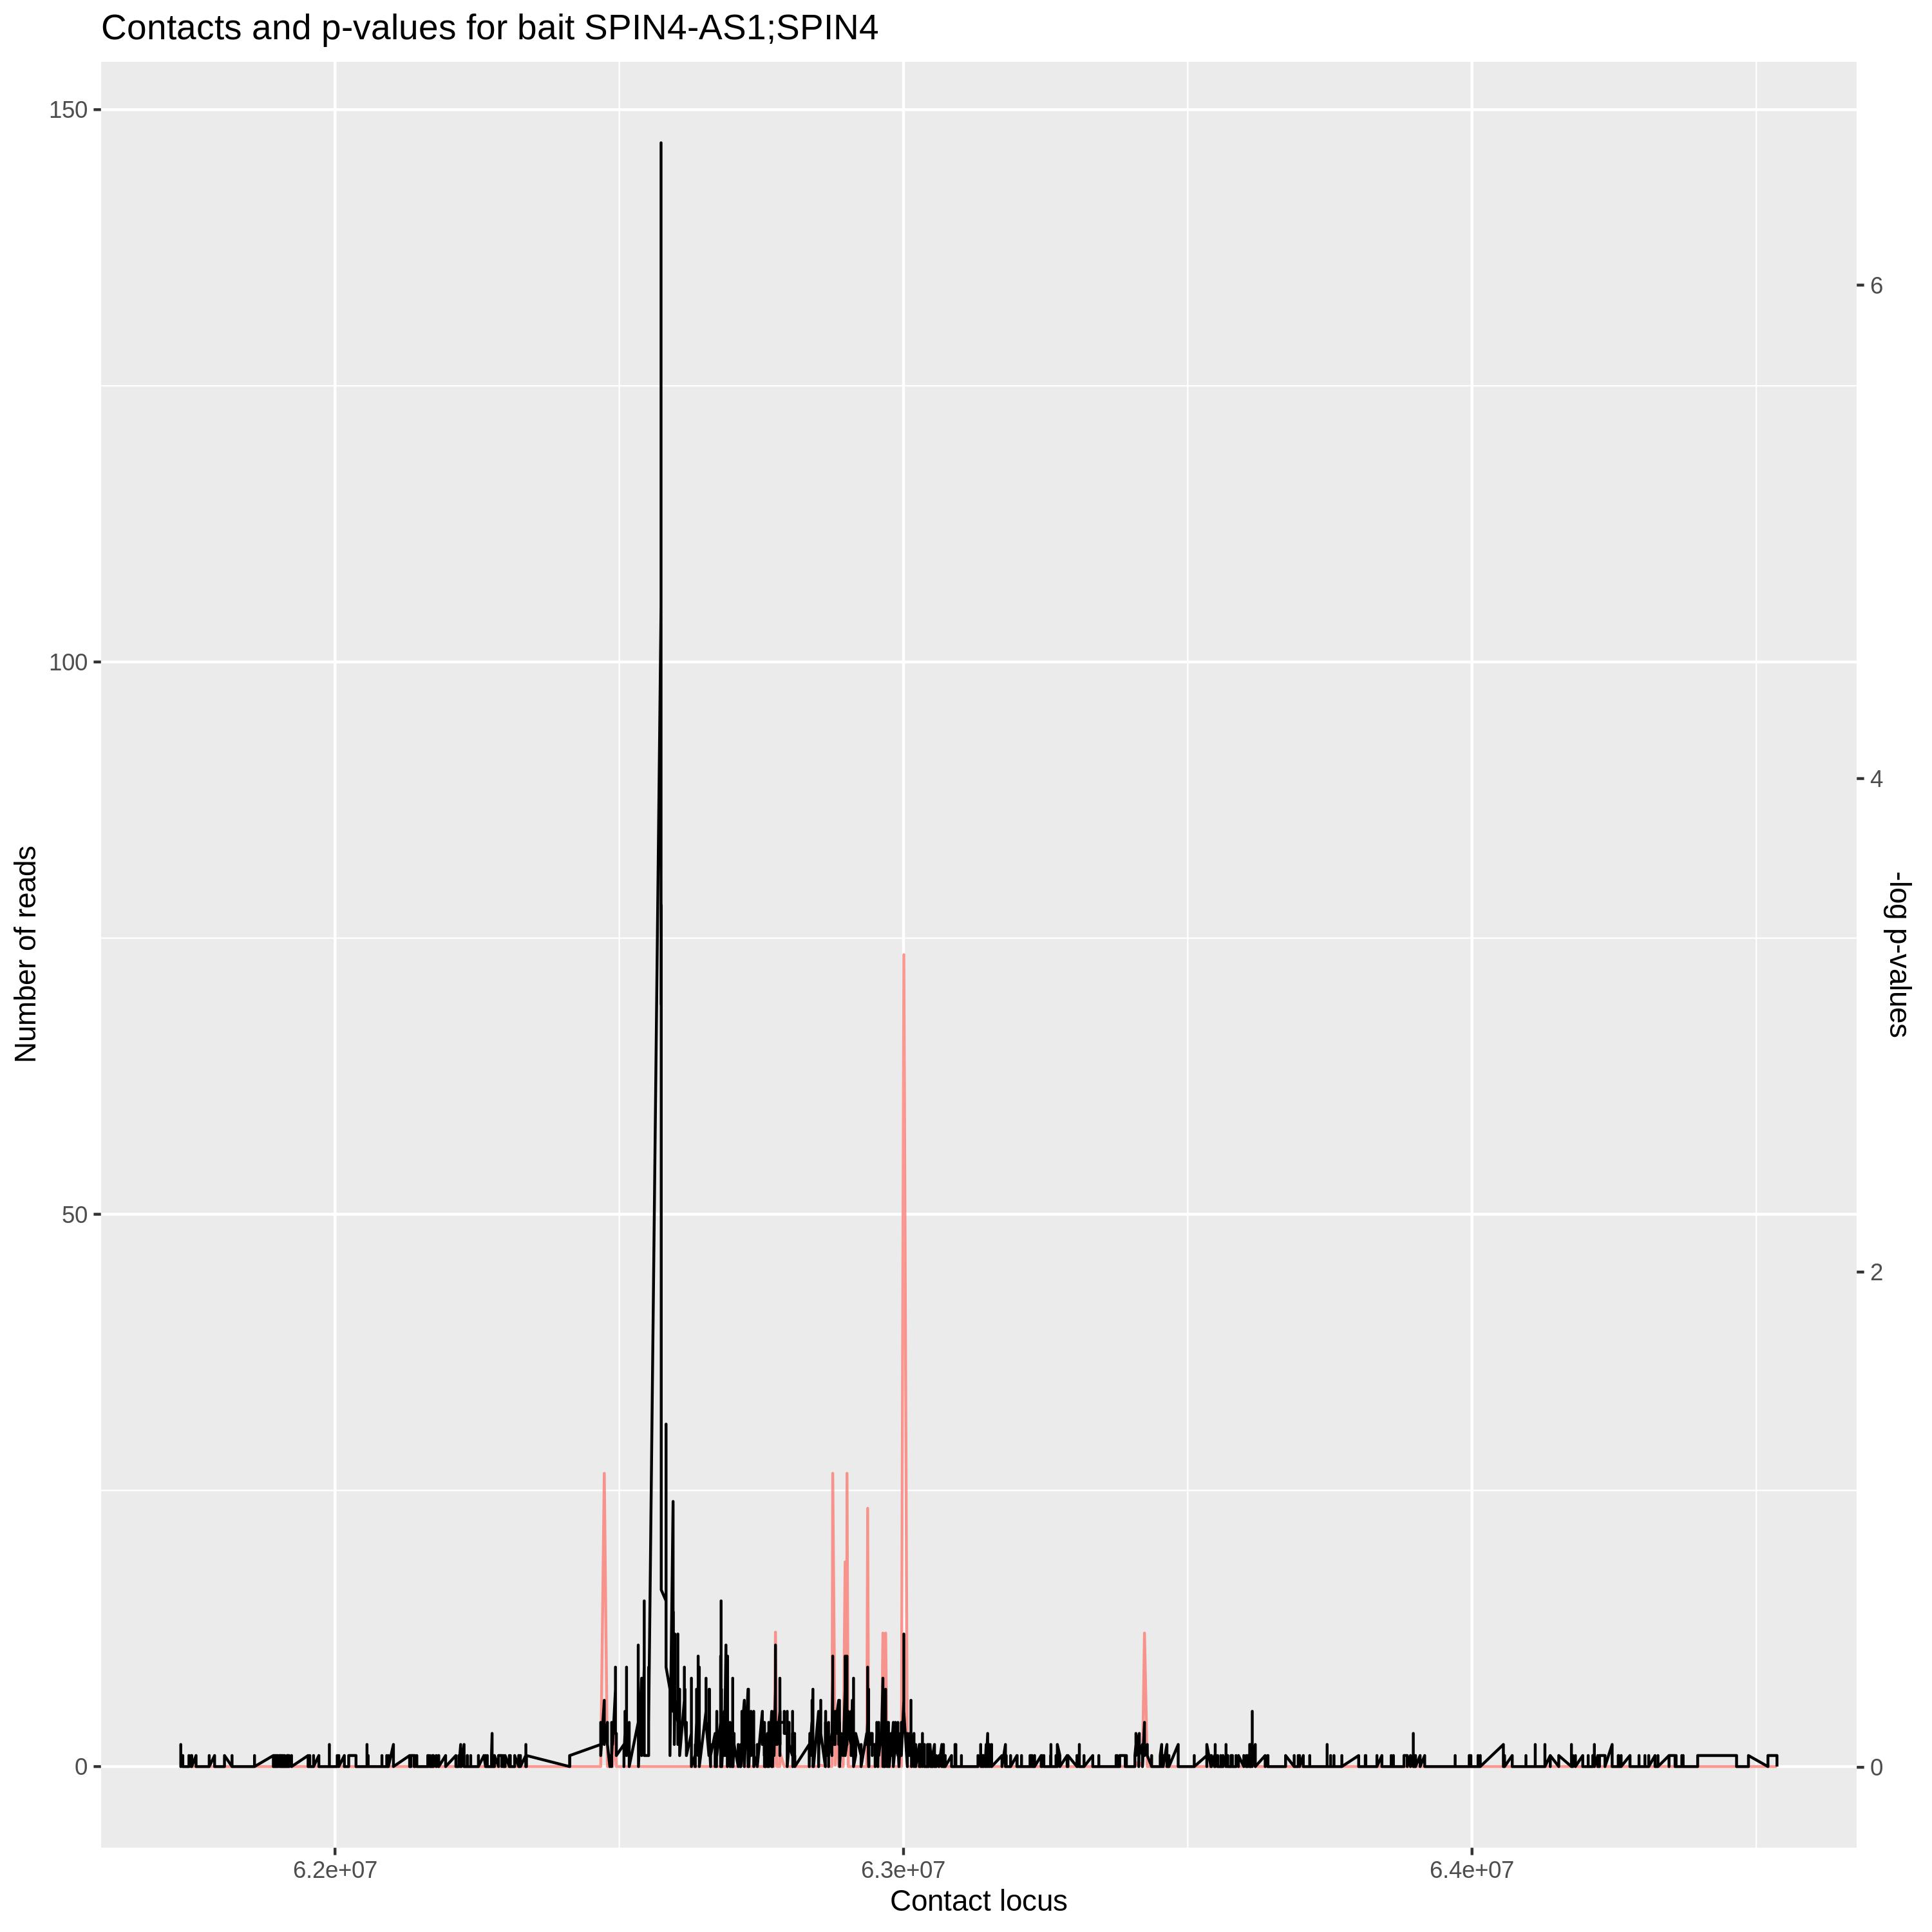 Contacts and p-values for bait SPIN4-AS1;SPIN4
150
100
50
0
Number of reads
6
4
2
0
-log p-values
6.2e+07
6.3e+07
6.4e+07
Contact locus